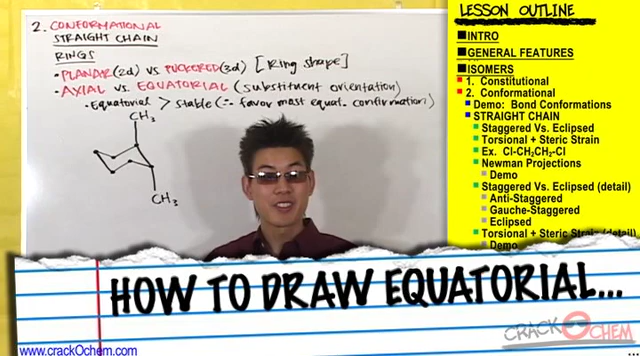 2. CONFORMATIONAL
STRAIGHT CHAIN
RINGS
• PLANAR(2d) vs PUCKERED(3d) [Ring shape]
• AXIAL vs. EQUATORIAL (substituent orientation)
• Equatorial > stable (∴ favor most equat. confirmation)
CH3
CH3
LESSON OUTLINE
INTRO
GENERAL FEATURES
ISOMERS
1. Constitutional
2. Conformational
Demo: Bond Conformations
STRAIGHT CHAIN
Staggered Vs. Eclipsed
Torsional + Steric Strain
Ex. Cl-CH2CH2-Cl
Newman Projections
Demo
Staggered Vs. Eclipsed (detail)
Anti-Staggered
Gauche-Staggered
Eclipsed
Torsional + Steric Strain (detail)
Demo
HOW TO DRAW EQUATORIAL...
CRACK O CHEM
www.crackOchem.com
...